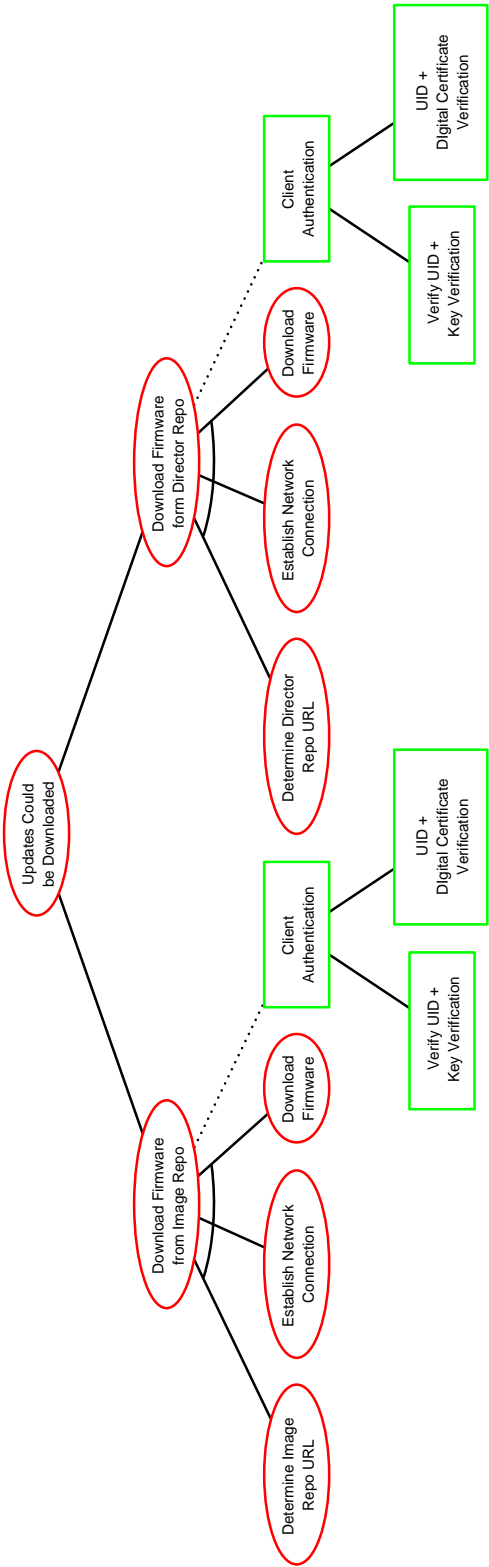 Updates Could
be Downloaded
Download Firmware
from Image Repo
Download Firmware
form Director Repo
Determine Image
Repo URL
Establish Network
Connection
Download
Firmware
Client
Authentication
Determine Director
Repo URL
Establish Network
Connection
Download
Firmware
Client
Authentication
Verify UID +
Key Verification
UID +
DIgital Certificate
Verification
Verify UID +
Key Verification
UID +
DIgital Certificate
Verification